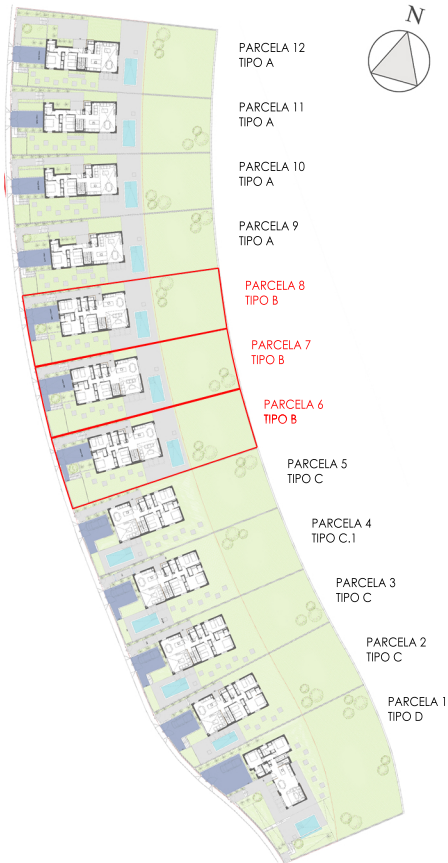 N
PARCELA 12
TIPO A
PARCELA 11
TIPO A
PARCELA 10
TIPO A
PARCELA 9
TIPO A
PARCELA 8
TIPO B
PARCELA 7
TIPO B
PARCELA 6
TIPO B
PARCELA 5
TIPO C
PARCELA 4
TIPO C.1
PARCELA 3
TIPO C
PARCELA 2
TIPO C
PARCELA 1
TIPO D